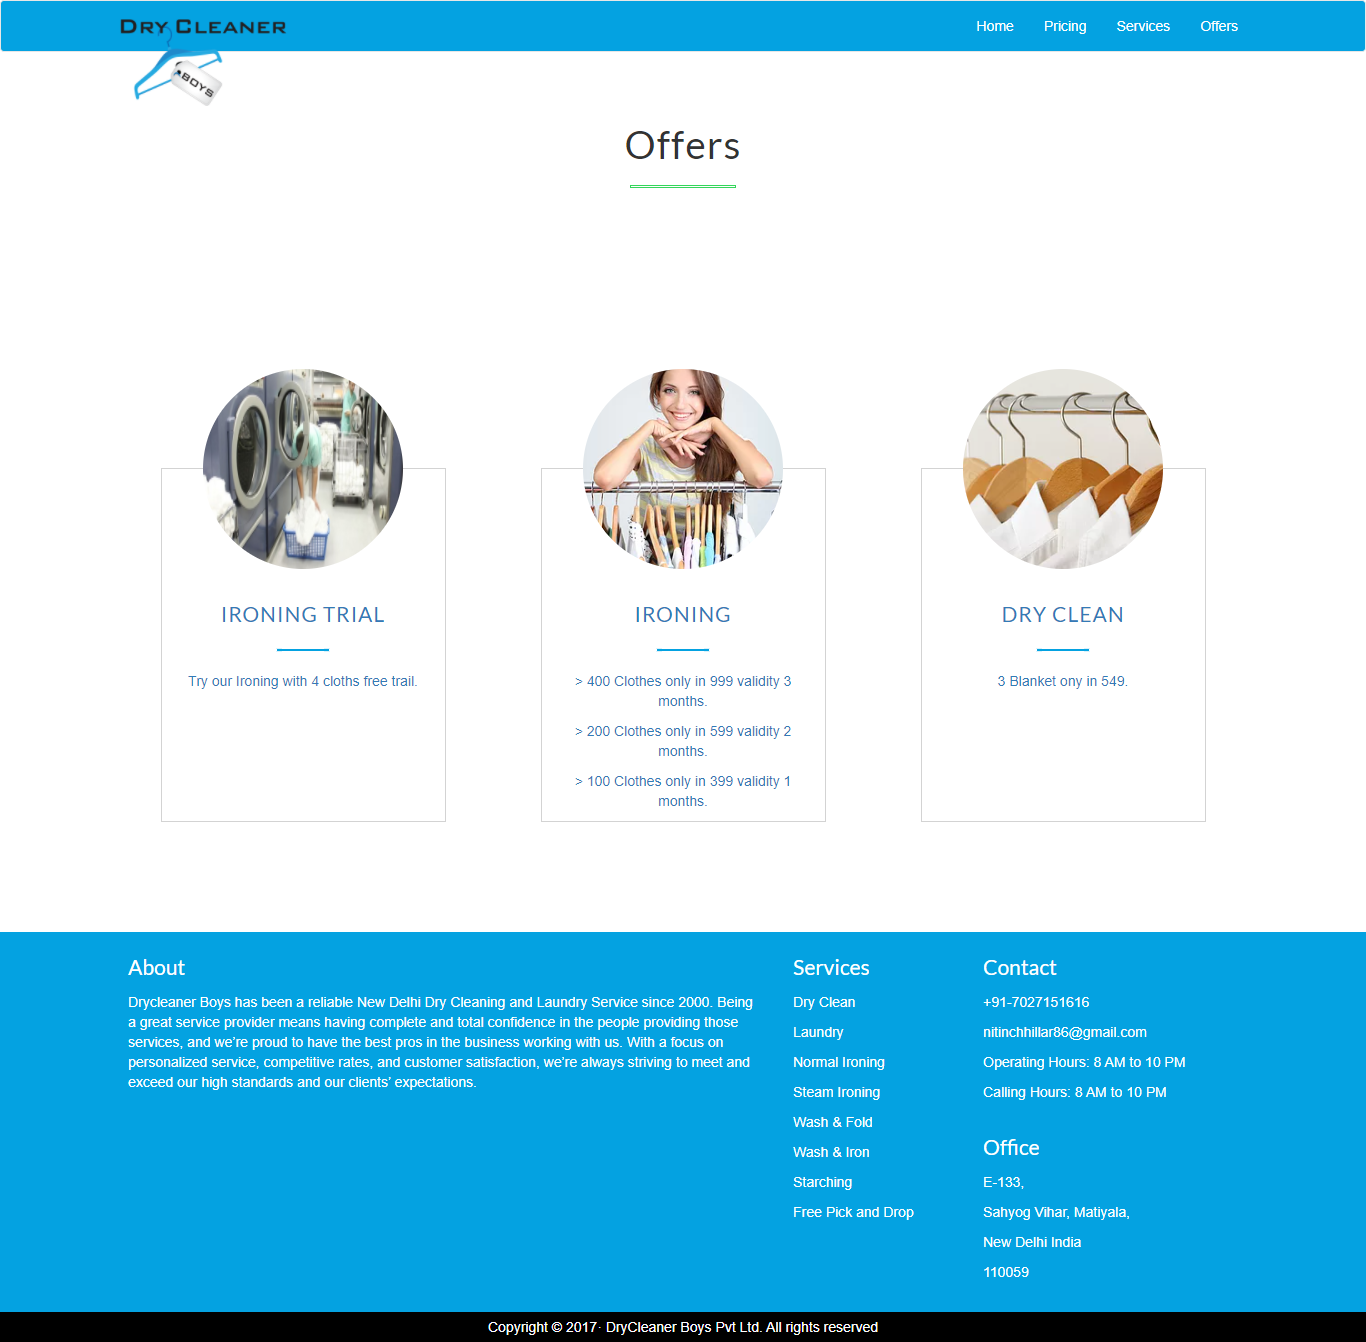 DRY CLEANER
BOYS
Home Pricing Services Offers
Offers
IRONING TRIAL
Try our Ironing with 4 cloths free trail.
IRONING
> 400 Clothes only in 999 validity 3
months.
> 200 Clothes only in 599 validity 2
months.
> 100 Clothes only in 399 validity 1
months.
DRY CLEAN
3 Blanket ony in 549.
About
Drycleaner Boys has been a reliable New Delhi Dry Cleaning and Laundry Service since 2000. Being
a great service provider means having complete and total confidence in the people providing those
services, and we’re proud to have the best pros in the business working with us. With a focus on
personalized service, competitive rates, and customer satisfaction, we’re always striving to meet and
exceed our high standards and our clients’ expectations.
Services
Dry Clean
Laundry
Normal Ironing
Steam Ironing
Wash & Fold
Wash & Iron
Starching
Free Pick and Drop
Contact
+91-7027151616
nitinchhillar86@gmail.com
Operating Hours: 8 AM to 10 PM
Calling Hours: 8 AM to 10 PM
Office
E-133,
Sahyog Vihar, Matiyala,
New Delhi India
110059
Copyright © 2017· DryCleaner Boys Pvt Ltd. All rights reserved